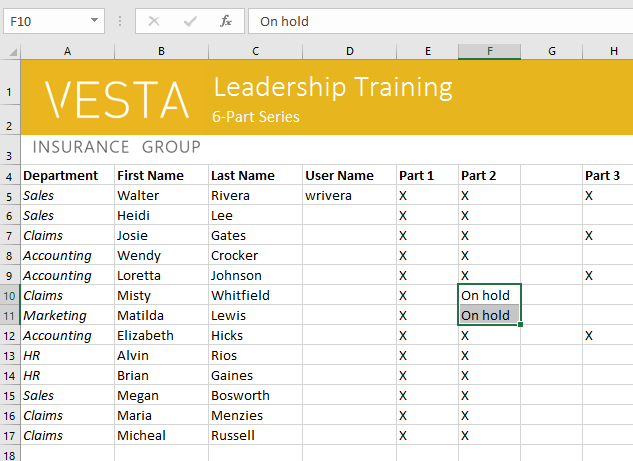 F10 On hold
A B C D E F G H
1 VESTA Leadership Training
2 6-Part Series
3 INSURANCE GROUP
4 Department First Name Last Name User Name Part 1 Part 2 Part 3
5 Sales Walter Rivera wrivera X X X
6 Sales Heidi Lee X X
7 Claims Josie Gates X X X
8 Accounting Wendy Crocker X X
9 Accounting Loretta Johnson X X X
10 Claims Misty Whitfield X On hold
11 Marketing Matilda Lewis X On hold
12 Accounting Elizabeth Hicks X X X
13 HR Alvin Rios X X
14 HR Brian Gaines X X
15 Sales Megan Bosworth X X
16 Claims Maria Menzies X X
17 Claims Micheal Russell X X
18